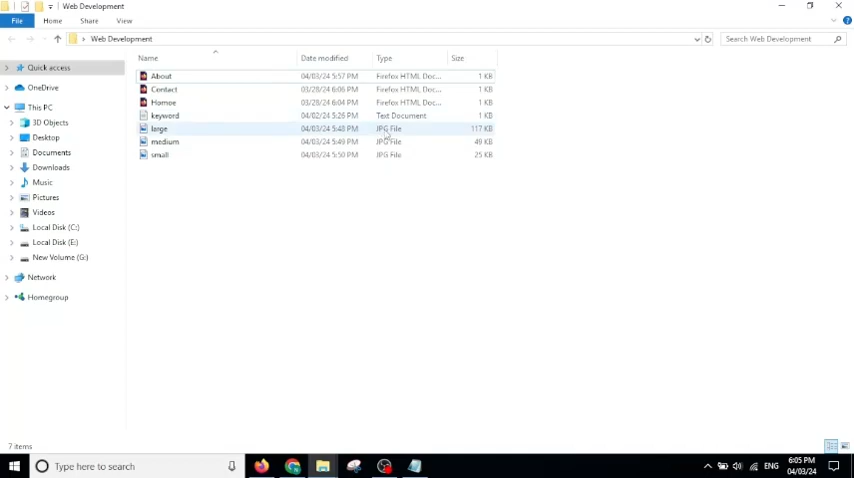 Web Development
File Home Share View
Web Development
Search Web Development
Name Date modified Type Size
Quick access
OneDrive
This PC
3D Objects
Desktop
Documents
Downloads
Music
Pictures
Videos
Local Disk (C:)
Local Disk (E:)
New Volume (G:)
Network
Homegroup
About 04/03/24 5:57 PM Firefox HTML Doc... 1 KB
Contact 03/28/24 6:06 PM Firefox HTML Doc... 1 KB
Homoe 03/28/24 6:04 PM Firefox HTML Doc... 1 KB
keyword 04/02/24 5:26 PM Text Document 1 KB
large 04/03/24 5:48 PM JPG File 117 KB
medium 04/03/24 5:49 PM JPG File 49 KB
small 04/03/24 5:50 PM JPG File 25 KB
7 items
Type here to search
ENG
6:05 PM
04/03/24